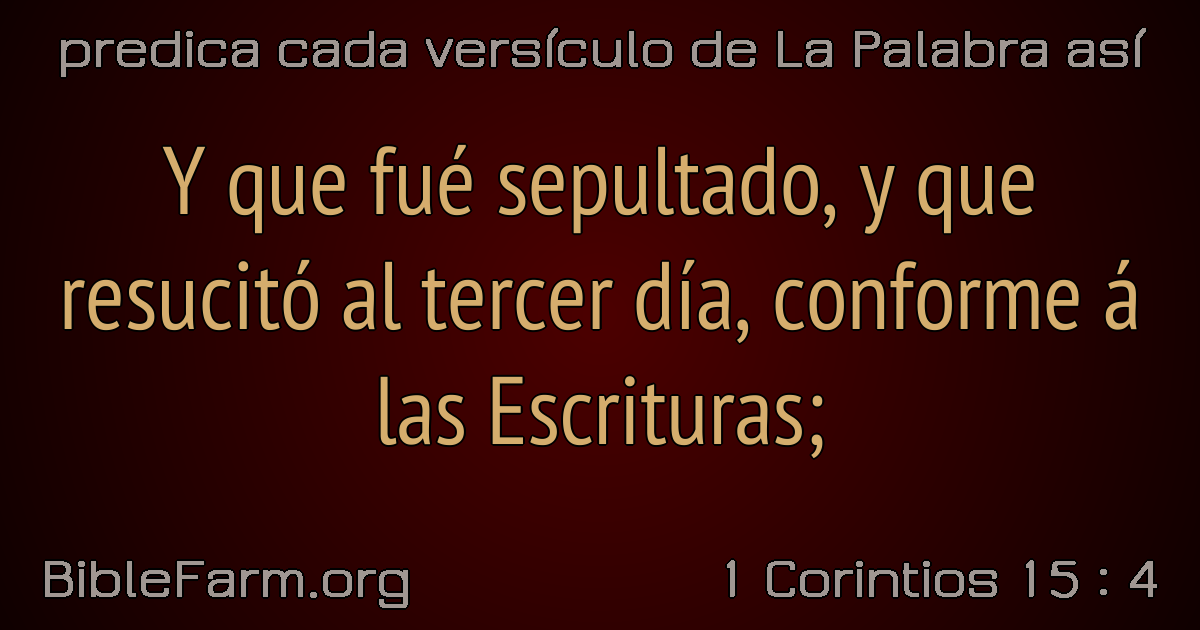 predica cada versículo de La Palabra así
Y que fué sepultado, y que
resucitó al tercer día, conforme á
las Escrituras;
BibleFarm.org
1 Corintios 15 : 4